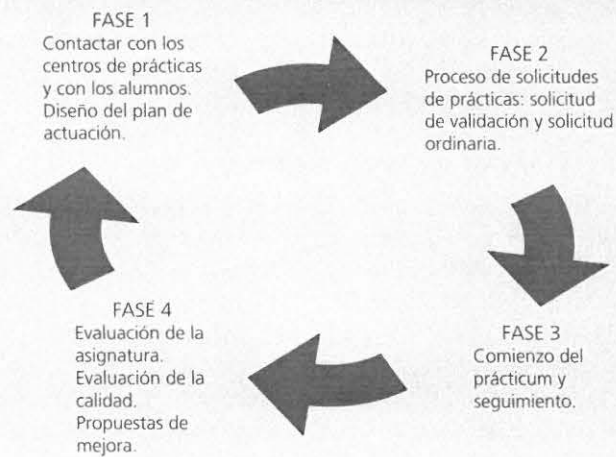 FASE 1
Contactar con los
centros de prácticas
y con los alumnos.
Diseño del plan de
actuación.
FASE 2
Proceso de solicitudes
de prácticas: solicitud
de validación y solicitud
ordinaria.
FASE 3
Comienzo del
prácticum y
seguimiento.
FASE 4
Evaluación de la
asignatura.
Evaluación de la
calidad.
Propuestas de
mejora.